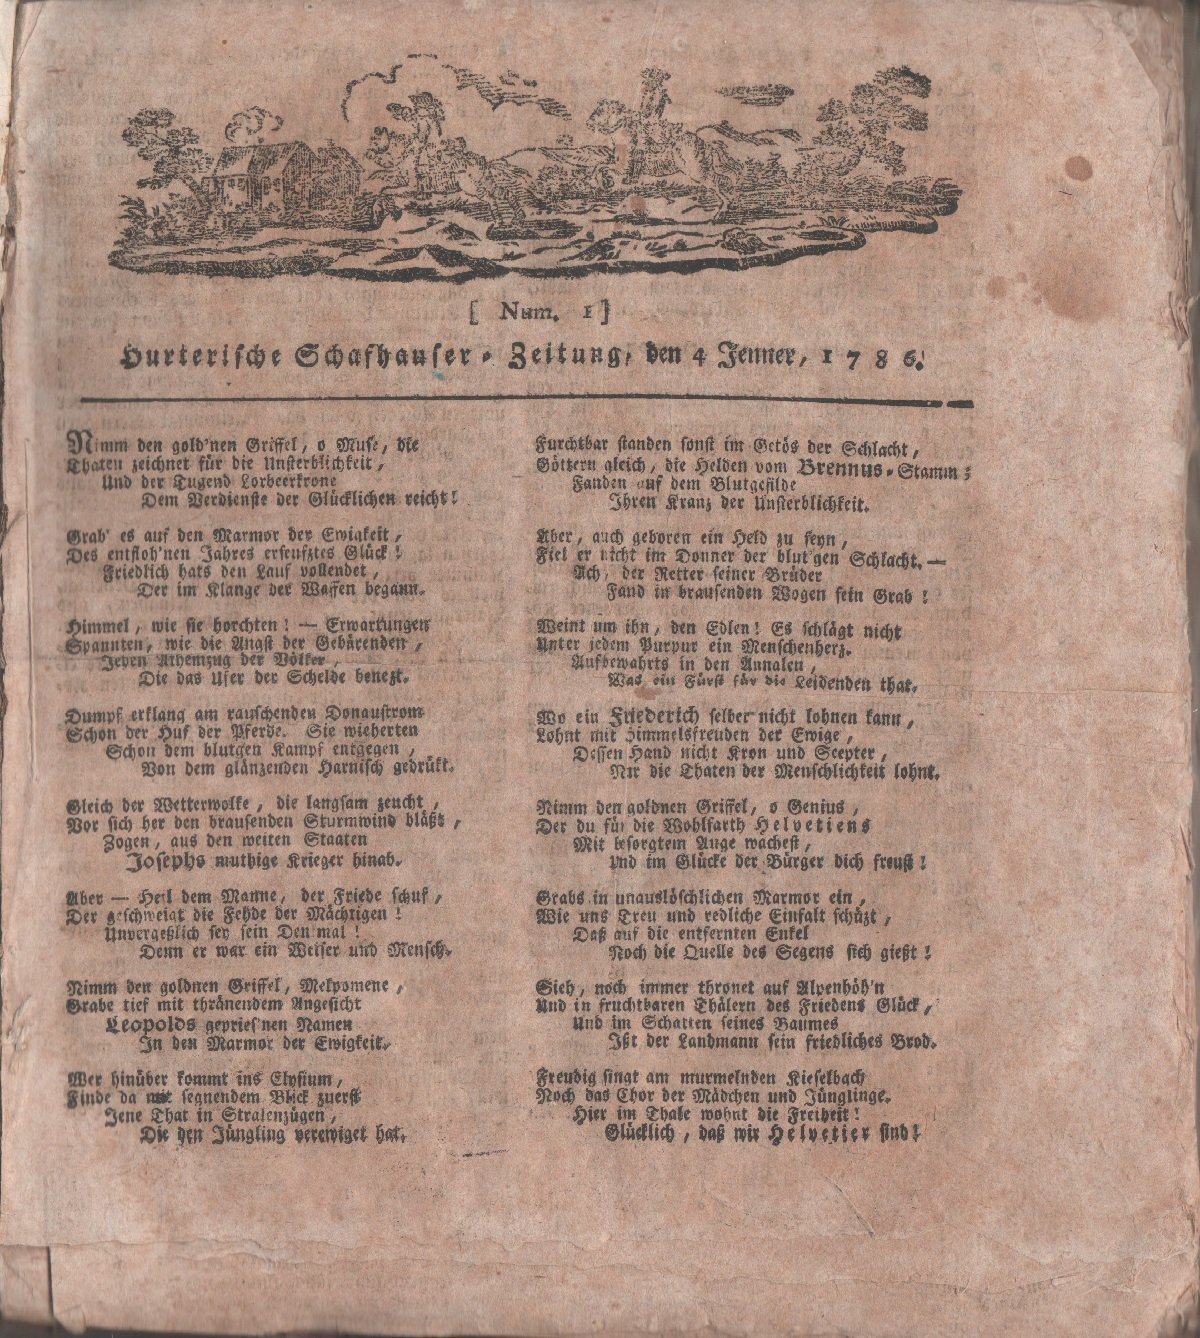 [ Num. 1 ]
Hurterische Schafhauser-Zeitung, den 4 Jenner, 1786.
Nimm den gold'nen Griffel, o Muse, die
Thaten zeichnet für die Unsterblichkeit,
Und der Tugend Lorbeerkrone
Dem Verdienste der Glücklichen reicht!
Grab' es auf den Marmor der Ewigkeit,
Des entfloh'nen Jahres erseufztes Glück!
Friedlich hats den Lauf vollendet,
Der im Klange der Waffen begann.
Himmel, wie sie horchten! — Erwartungen
Spannten, wie die Angst der Gebärenden,
Jeden Athemzug der Völker,
Die das Ufer der Schelde benezt.
Dumpf erklang am rauschenden Donaustrom
Schon der Huf der Pferde. Sie wieherten
Schon dem blutgen Kampf entgegen,
Von dem glänzenden Harnisch gedrükt.
Gleich der Wetterwolke, die langsam zeucht,
Vor sich her den brausenden Sturmwind bläßt,
Zogen, aus den weiten Staaten
Josephs muthige Krieger hinab.
Aber — Heil dem Manne, der Friede schuf,
Der geschweigt die Fehde der Mächtigen!
Unvergeßlich sey sein Denkmal!
Denn er war ein Weiser und Mensch.
Nimm den goldnen Griffel, Melpomene,
Grabe tief mit thränendem Angesicht
Leopolds gepries'nen Namen
In den Marmor der Ewigkeit.
Wer hinüber kommt ins Elysium,
Finde da mit segnendem Blick zuerst
Jene That in Stralenzügen,
Die den Jüngling verewiget hat.
Furchtbar standen sonst im Getös der Schlacht,
Göttern gleich, die Helden vom Brennus-Stamm;
Fanden auf dem Blutgefilde
Ihren Kranz der Unsterblichkeit.
Aber, auch geboren ein Held zu seyn,
Fiel er nicht im Donner der blut'gen Schlacht. —
Ach, der Retter seiner Brüder
Fand in brausenden Wogen sein Grab!
Weint um ihn, den Edlen! Es schlägt nicht
Unter jedem Purpur ein Menschenherz.
Aufbewahrts in den Annalen,
Was ein Fürst für die Leidenden that.
Wo ein Friederich selber nicht lohnen kann,
Lohnt mit Himmelsfreuden der Ewige,
Dessen Hand nicht Kron und Scepter,
Nur die Thaten der Menschlichkeit lohnt.
Nimm den goldnen Griffel, o Genius,
Der du für die Wohlfarth Helvetiens
Mit besorgtem Auge wachest,
Und im Glücke der Bürger dich freust!
Grabs in unauslöschlichen Marmor ein,
Wie uns Treu und redliche Einfalt schüzt,
Daß auf die entfernten Enkel
Noch die Quelle des Segens sich gießt!
Sieh, noch immer thronet auf Alpenhöh'n
Und in fruchtbaren Thälern des Friedens Glück,
Und im Schatten seines Baumes
Ißt der Landmann sein friedliches Brod.
Freudig singt am murmelnden Kieselbach
Noch das Chor der Mädchen und Jünglinge.
Hier im Thale wohnt die Freiheit!
Glücklich, daß wir Helvetier sind!